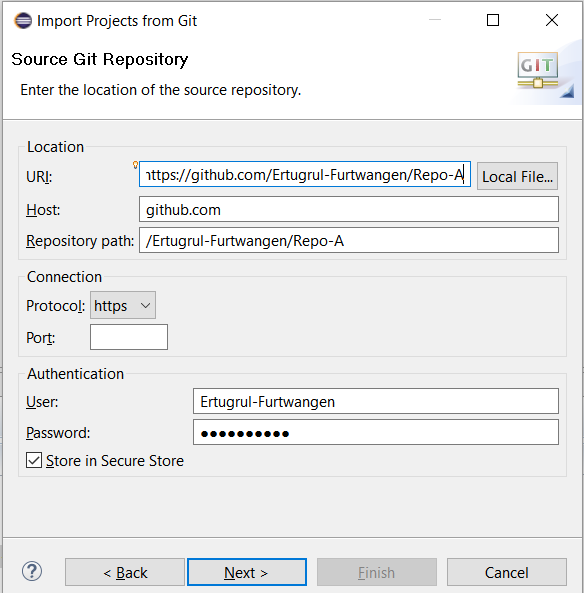 Import Projects from Git
Source Git Repository
Enter the location of the source repository.
GIT
Location
URI: https://github.com/Ertugrul-Furtwangen/Repo-A Local File...
Host: github.com
Repository path: /Ertugrul-Furtwangen/Repo-A
Connection
Protocol: https
Port:
Authentication
User: Ertugrul-Furtwangen
Password: ●●●●●●●●●●
Store in Secure Store
? < Back Next > Finish Cancel